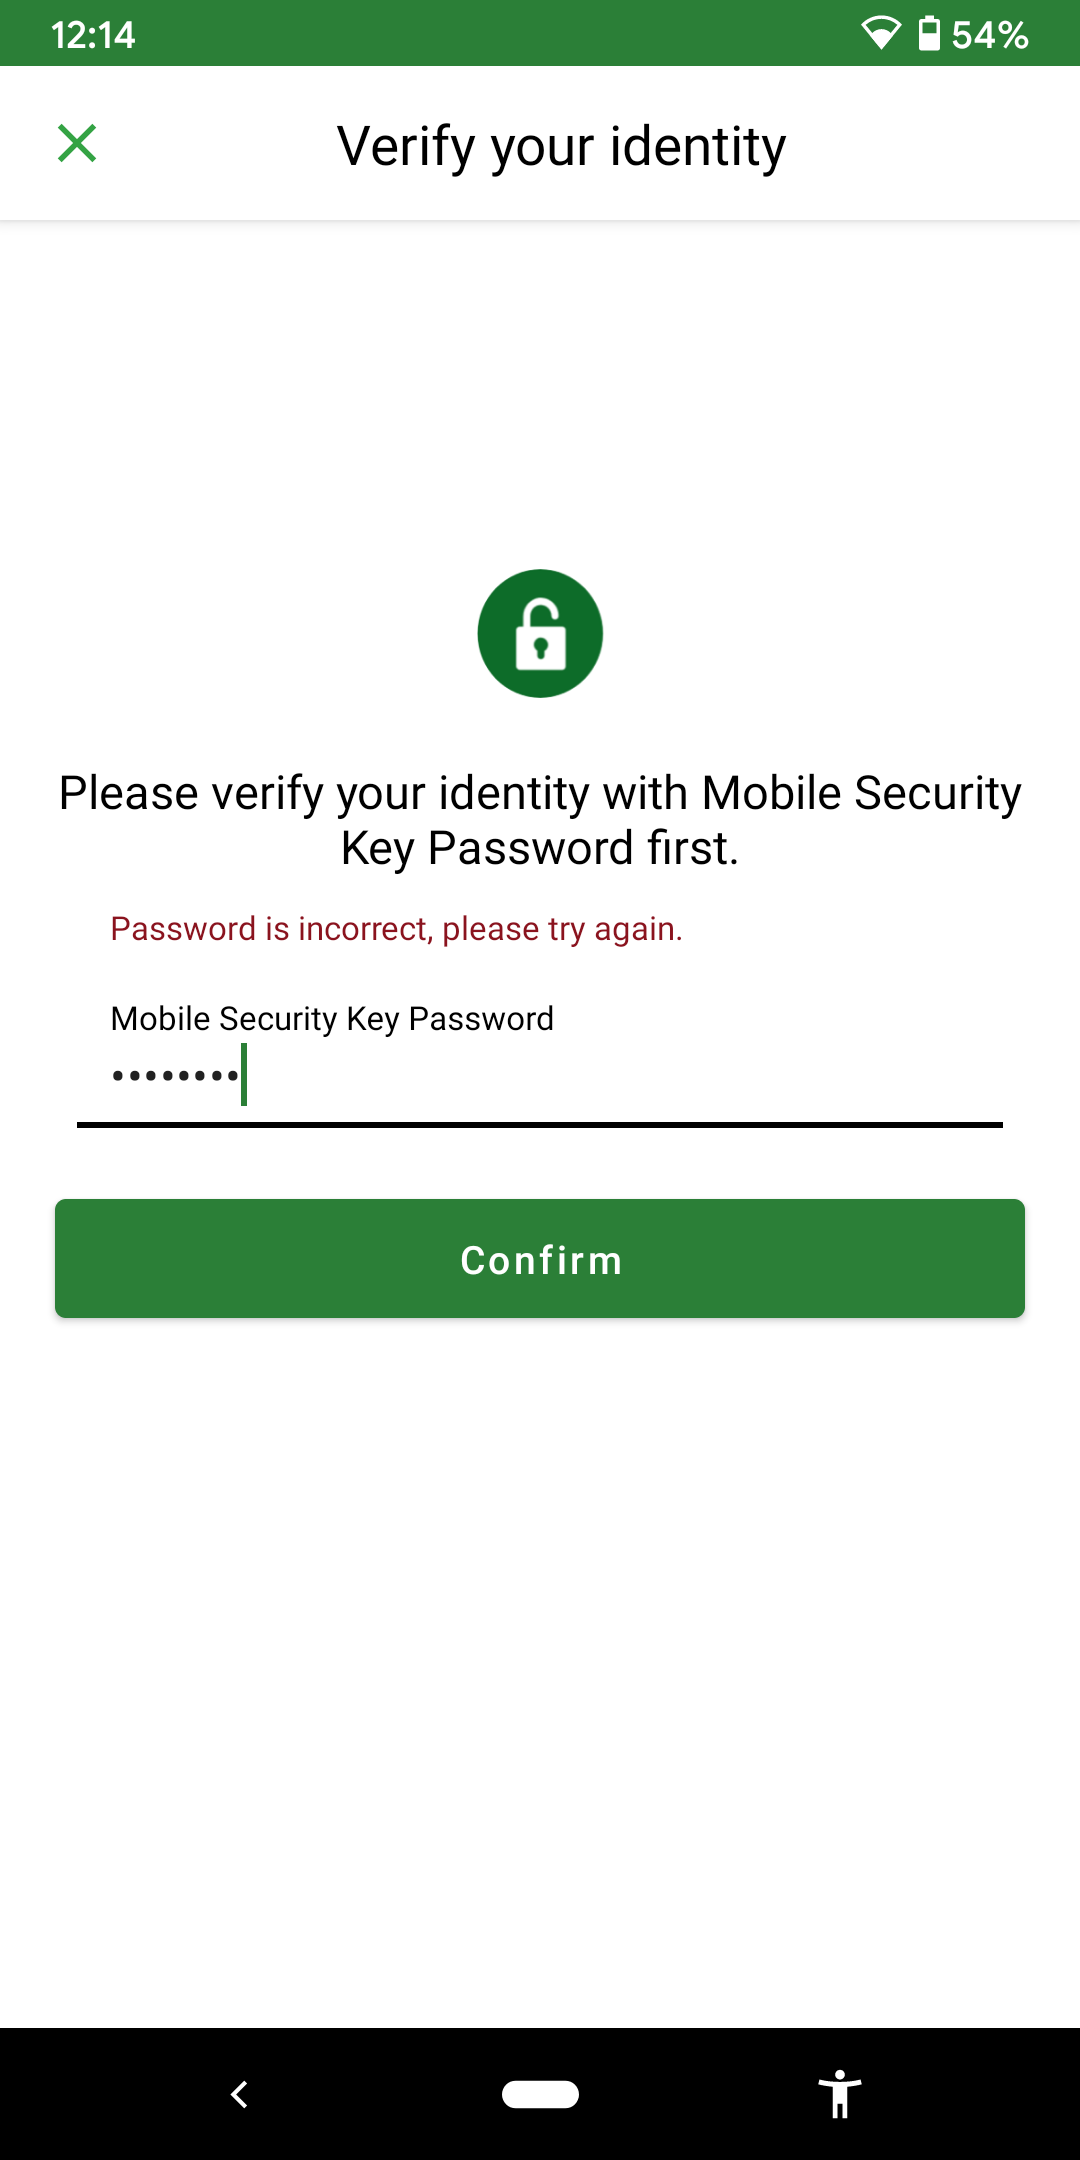 12:14 54%
Verify your identity
Please verify your identity with Mobile Security
Key Password first.
Password is incorrect, please try again.
Mobile Security Key Password
••••••••
Confirm